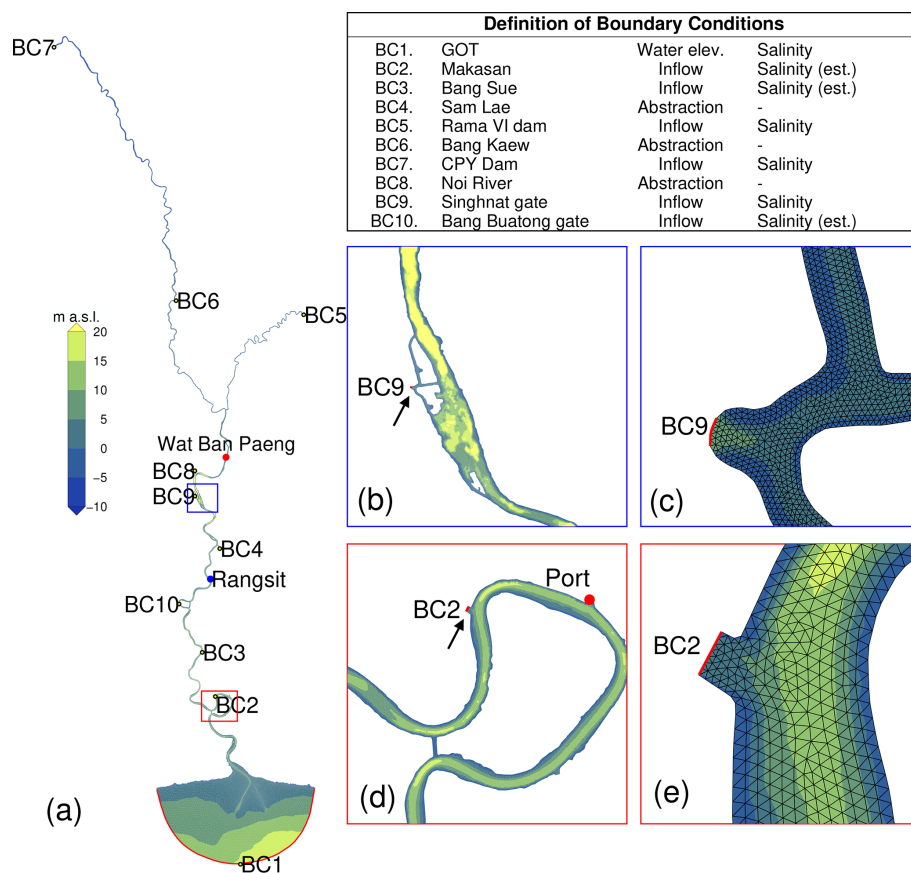 Definition of Boundary Conditions
BC1. GOT Water elev. Salinity
BC2. Makasan Inflow Salinity (est.)
BC3. Bang Sue Inflow Salinity (est.)
BC4. Sam Lae Abstraction -
BC5. Rama VI dam Inflow Salinity
BC6. Bang Kaew Abstraction -
BC7. CPY Dam Inflow Salinity
BC8. Noi River Abstraction -
BC9. Singhnat gate Inflow Salinity
BC10. Bang Buatong gate Inflow Salinity (est.)
BC7
BC6
BC5
m a.s.l.
20
15
10
5
0
−5
−10
Wat Ban Paeng
BC8
BC9
BC4
Rangsit
BC10
BC3
BC2
(a)
BC1
BC9
(b)
BC9
(c)
Port
BC2
(d)
BC2
(e)